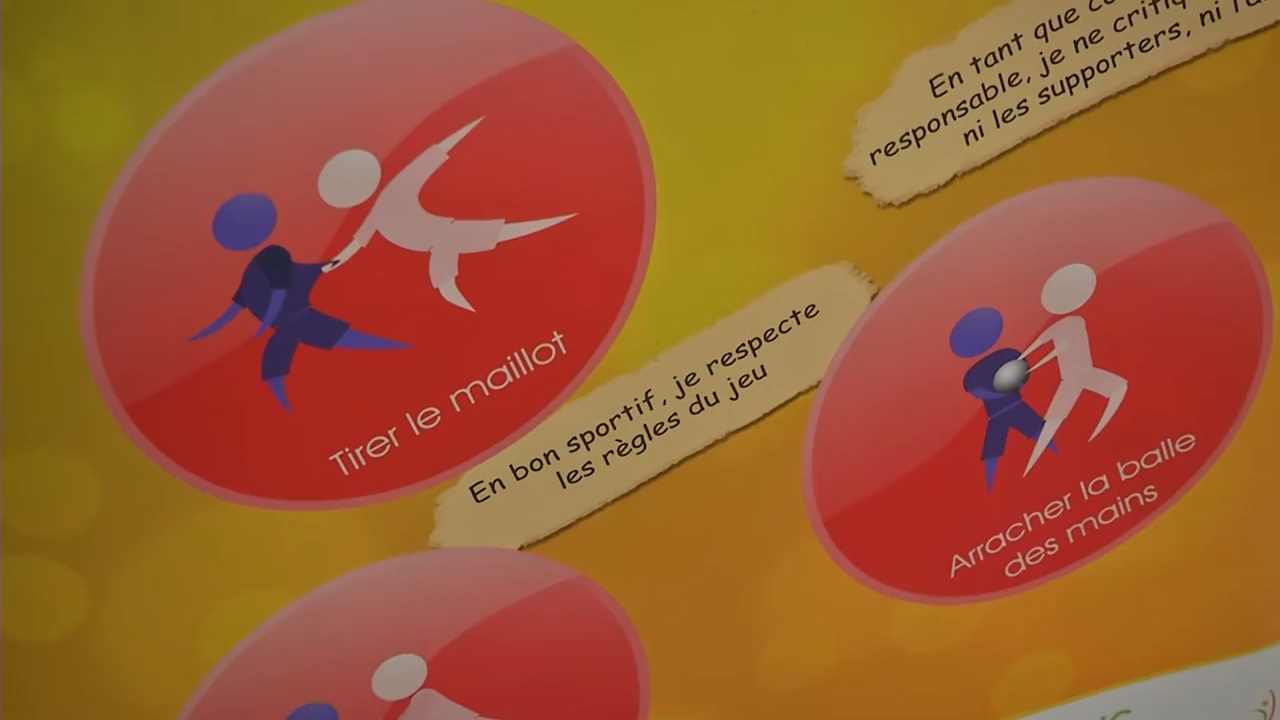 En tant que
responsable, je ne
ni les supporters, ni
Tirer le maillot
En bon sportif, je respecte
les règles du jeu
Arracher la balle
des mains